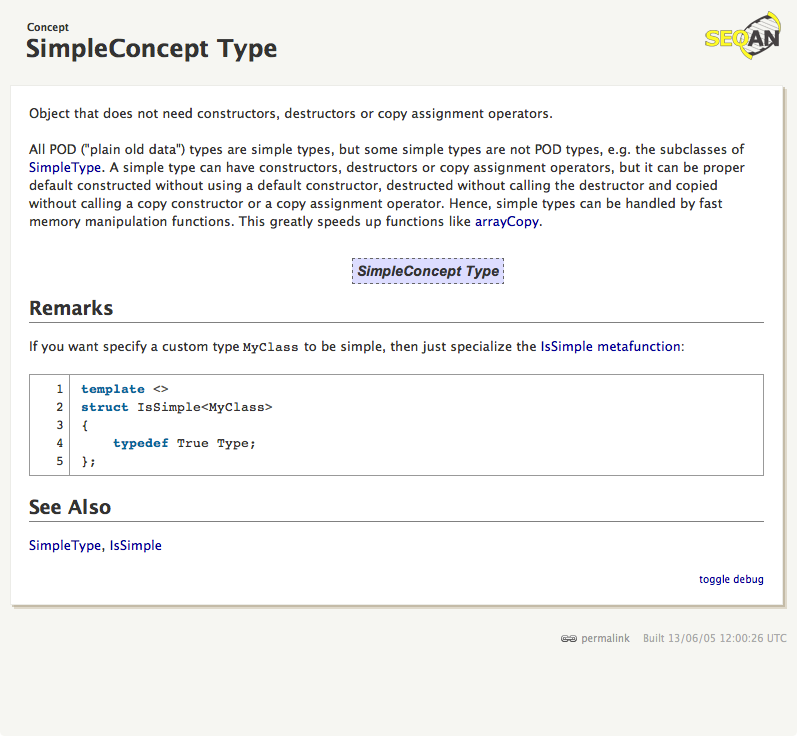 Concept
SimpleConcept Type
SEQAN
Object that does not need constructors, destructors or copy assignment operators.
All POD ("plain old data") types are simple types, but some simple types are not POD types, e.g. the subclasses of
SimpleType. A simple type can have constructors, destructors or copy assignment operators, but it can be proper
default constructed without using a default constructor, destructed without calling the destructor and copied
without calling a copy constructor or a copy assignment operator. Hence, simple types can be handled by fast
memory manipulation functions. This greatly speeds up functions like arrayCopy.
SimpleConcept Type
Remarks
If you want specify a custom type MyClass to be simple, then just specialize the IsSimple metafunction:
1 template <>
2 struct IsSimple<MyClass>
3 {
4     typedef True Type;
5 };
See Also
SimpleType, IsSimple
toggle debug
permalink Built 13/06/05 12:00:26 UTC